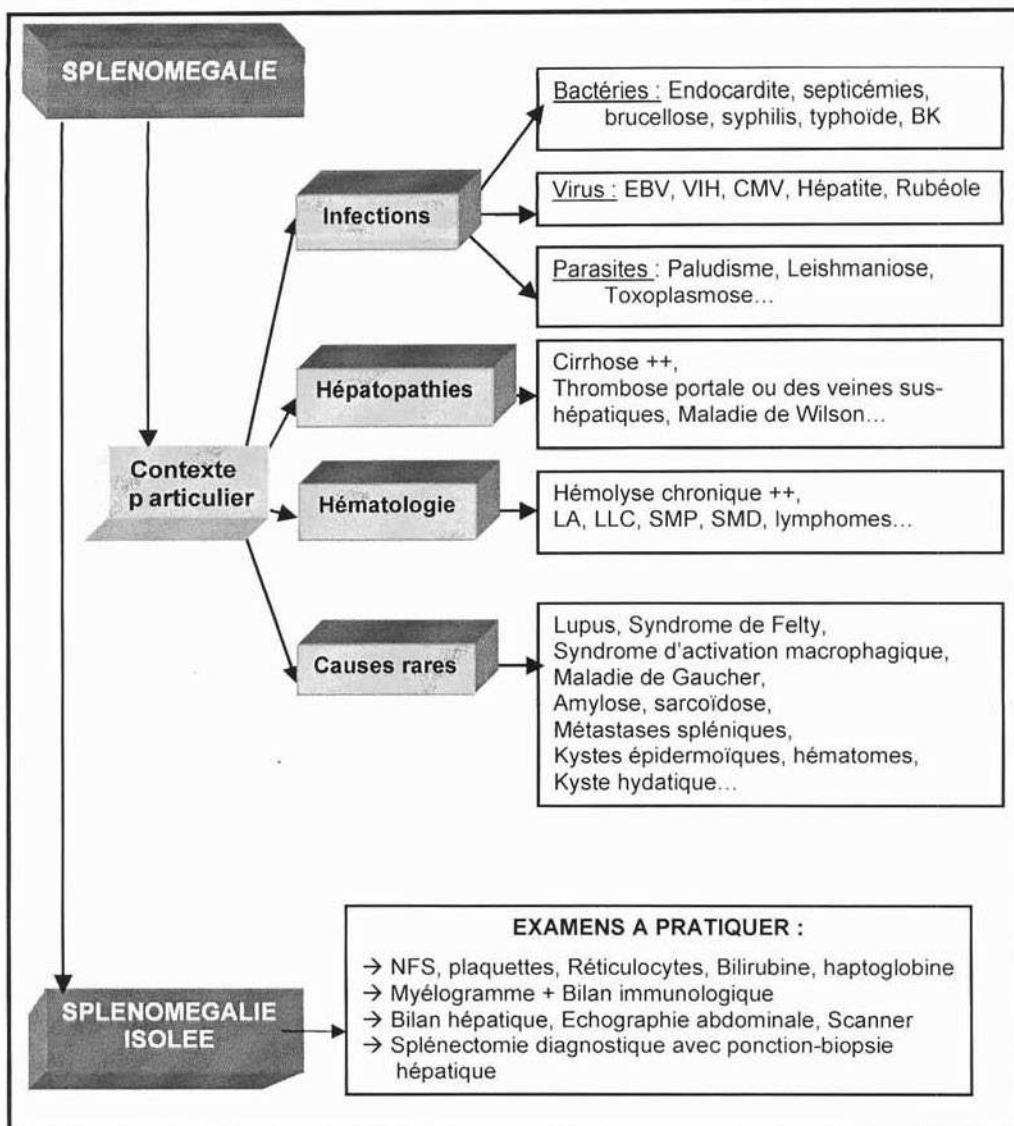 SPLENOMEGALIE
Infections
Bactéries : Endocardite, septicémies,
brucellose, syphilis, typhoïde, BK
Virus : EBV, VIH, CMV, Hépatite, Rubéole
Parasites : Paludisme, Leishmaniose,
Toxoplasmose…
Contexte
p articulier
Hépatopathies
Cirrhose ++,
Thrombose portale ou des veines sus-
hépatiques, Maladie de Wilson…
Hématologie
Hémolyse chronique ++,
LA, LLC, SMP, SMD, lymphomes…
Causes rares
Lupus, Syndrome de Felty,
Syndrome d'activation macrophagique,
Maladie de Gaucher,
Amylose, sarcoïdose,
Métastases spléniques,
Kystes épidermoïques, hématomes,
Kyste hydatique…
SPLENOMEGALIE
ISOLEE
EXAMENS A PRATIQUER :
→ NFS, plaquettes, Réticulocytes, Bilirubine, haptoglobine
→ Myélogramme + Bilan immunologique
→ Bilan hépatique, Echographie abdominale, Scanner
→ Splénectomie diagnostique avec ponction-biopsie
hépatique